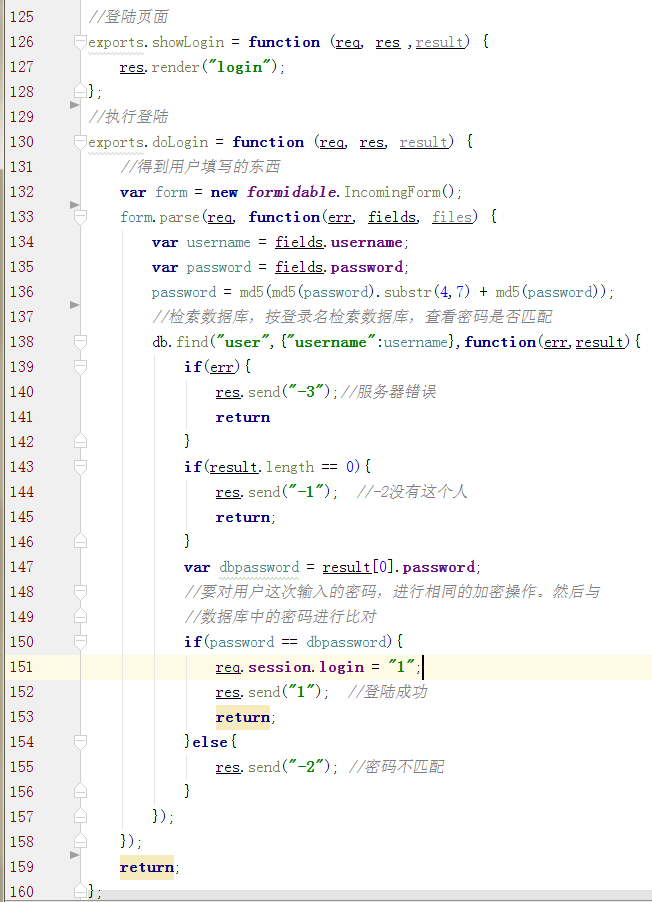 125 //登陆页面
126 exports.showLogin = function (req, res ,result) {
127     res.render("login");
128 };
129 //执行登陆
130 exports.doLogin = function (req, res, result) {
131     //得到用户填写的东西
132     var form = new formidable.IncomingForm();
133     form.parse(req, function(err, fields, files) {
134         var username = fields.username;
135         var password = fields.password;
136         password = md5(md5(password).substr(4,7) + md5(password));
137         //检索数据库，按登录名检索数据库，查看密码是否匹配
138         db.find("user",{"username":username},function(err,result){
139             if(err){
140                 res.send("-3");//服务器错误
141                 return
142             }
143             if(result.length == 0){
144                 res.send("-1");  //-2没有这个人
145                 return;
146             }
147             var dbpassword = result[0].password;
148             //要对用户这次输入的密码，进行相同的加密操作。然后与
149             //数据库中的密码进行比对
150             if(password == dbpassword){
151                 req.session.login = "1";
152                 res.send("1");  //登陆成功
153                 return;
154             }else{
155                 res.send("-2"); //密码不匹配
156             }
157         });
158     });
159     return;
160 };